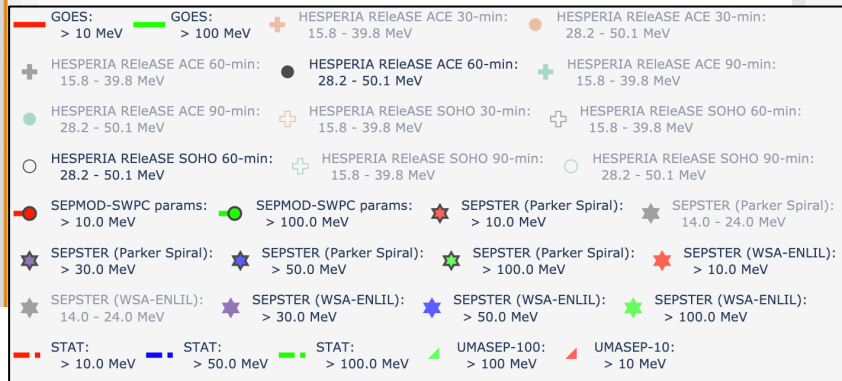 GOES: GOES: HESPERIA REleASE ACE 30-min: HESPERIA REleASE ACE 30-min:
> 10 MeV > 100 MeV 15.8 - 39.8 MeV 28.2 - 50.1 MeV
HESPERIA REleASE ACE 60-min: HESPERIA REleASE ACE 60-min: HESPERIA REleASE ACE 90-min:
15.8 - 39.8 MeV 28.2 - 50.1 MeV 15.8 - 39.8 MeV
HESPERIA REleASE ACE 90-min: HESPERIA REleASE SOHO 30-min: HESPERIA REleASE SOHO 60-min:
28.2 - 50.1 MeV 15.8 - 39.8 MeV 15.8 - 39.8 MeV
HESPERIA REleASE SOHO 60-min: HESPERIA REleASE SOHO 90-min: HESPERIA REleASE SOHO 90-min:
28.2 - 50.1 MeV 15.8 - 39.8 MeV 28.2 - 50.1 MeV
SEPMOD-SWPC params: SEPMOD-SWPC params: SEPSTER (Parker Spiral): SEPSTER (Parker Spiral):
> 10.0 MeV > 100.0 MeV > 10.0 MeV 14.0 - 24.0 MeV
SEPSTER (Parker Spiral): SEPSTER (Parker Spiral): SEPSTER (Parker Spiral): SEPSTER (WSA-ENLIL):
> 30.0 MeV > 50.0 MeV > 100.0 MeV > 10.0 MeV
SEPSTER (WSA-ENLIL): SEPSTER (WSA-ENLIL): SEPSTER (WSA-ENLIL): SEPSTER (WSA-ENLIL):
14.0 - 24.0 MeV > 30.0 MeV > 50.0 MeV > 100.0 MeV
STAT: STAT: STAT: UMASEP-100: UMASEP-10:
> 10.0 MeV > 50.0 MeV > 100.0 MeV > 100 MeV > 10 MeV